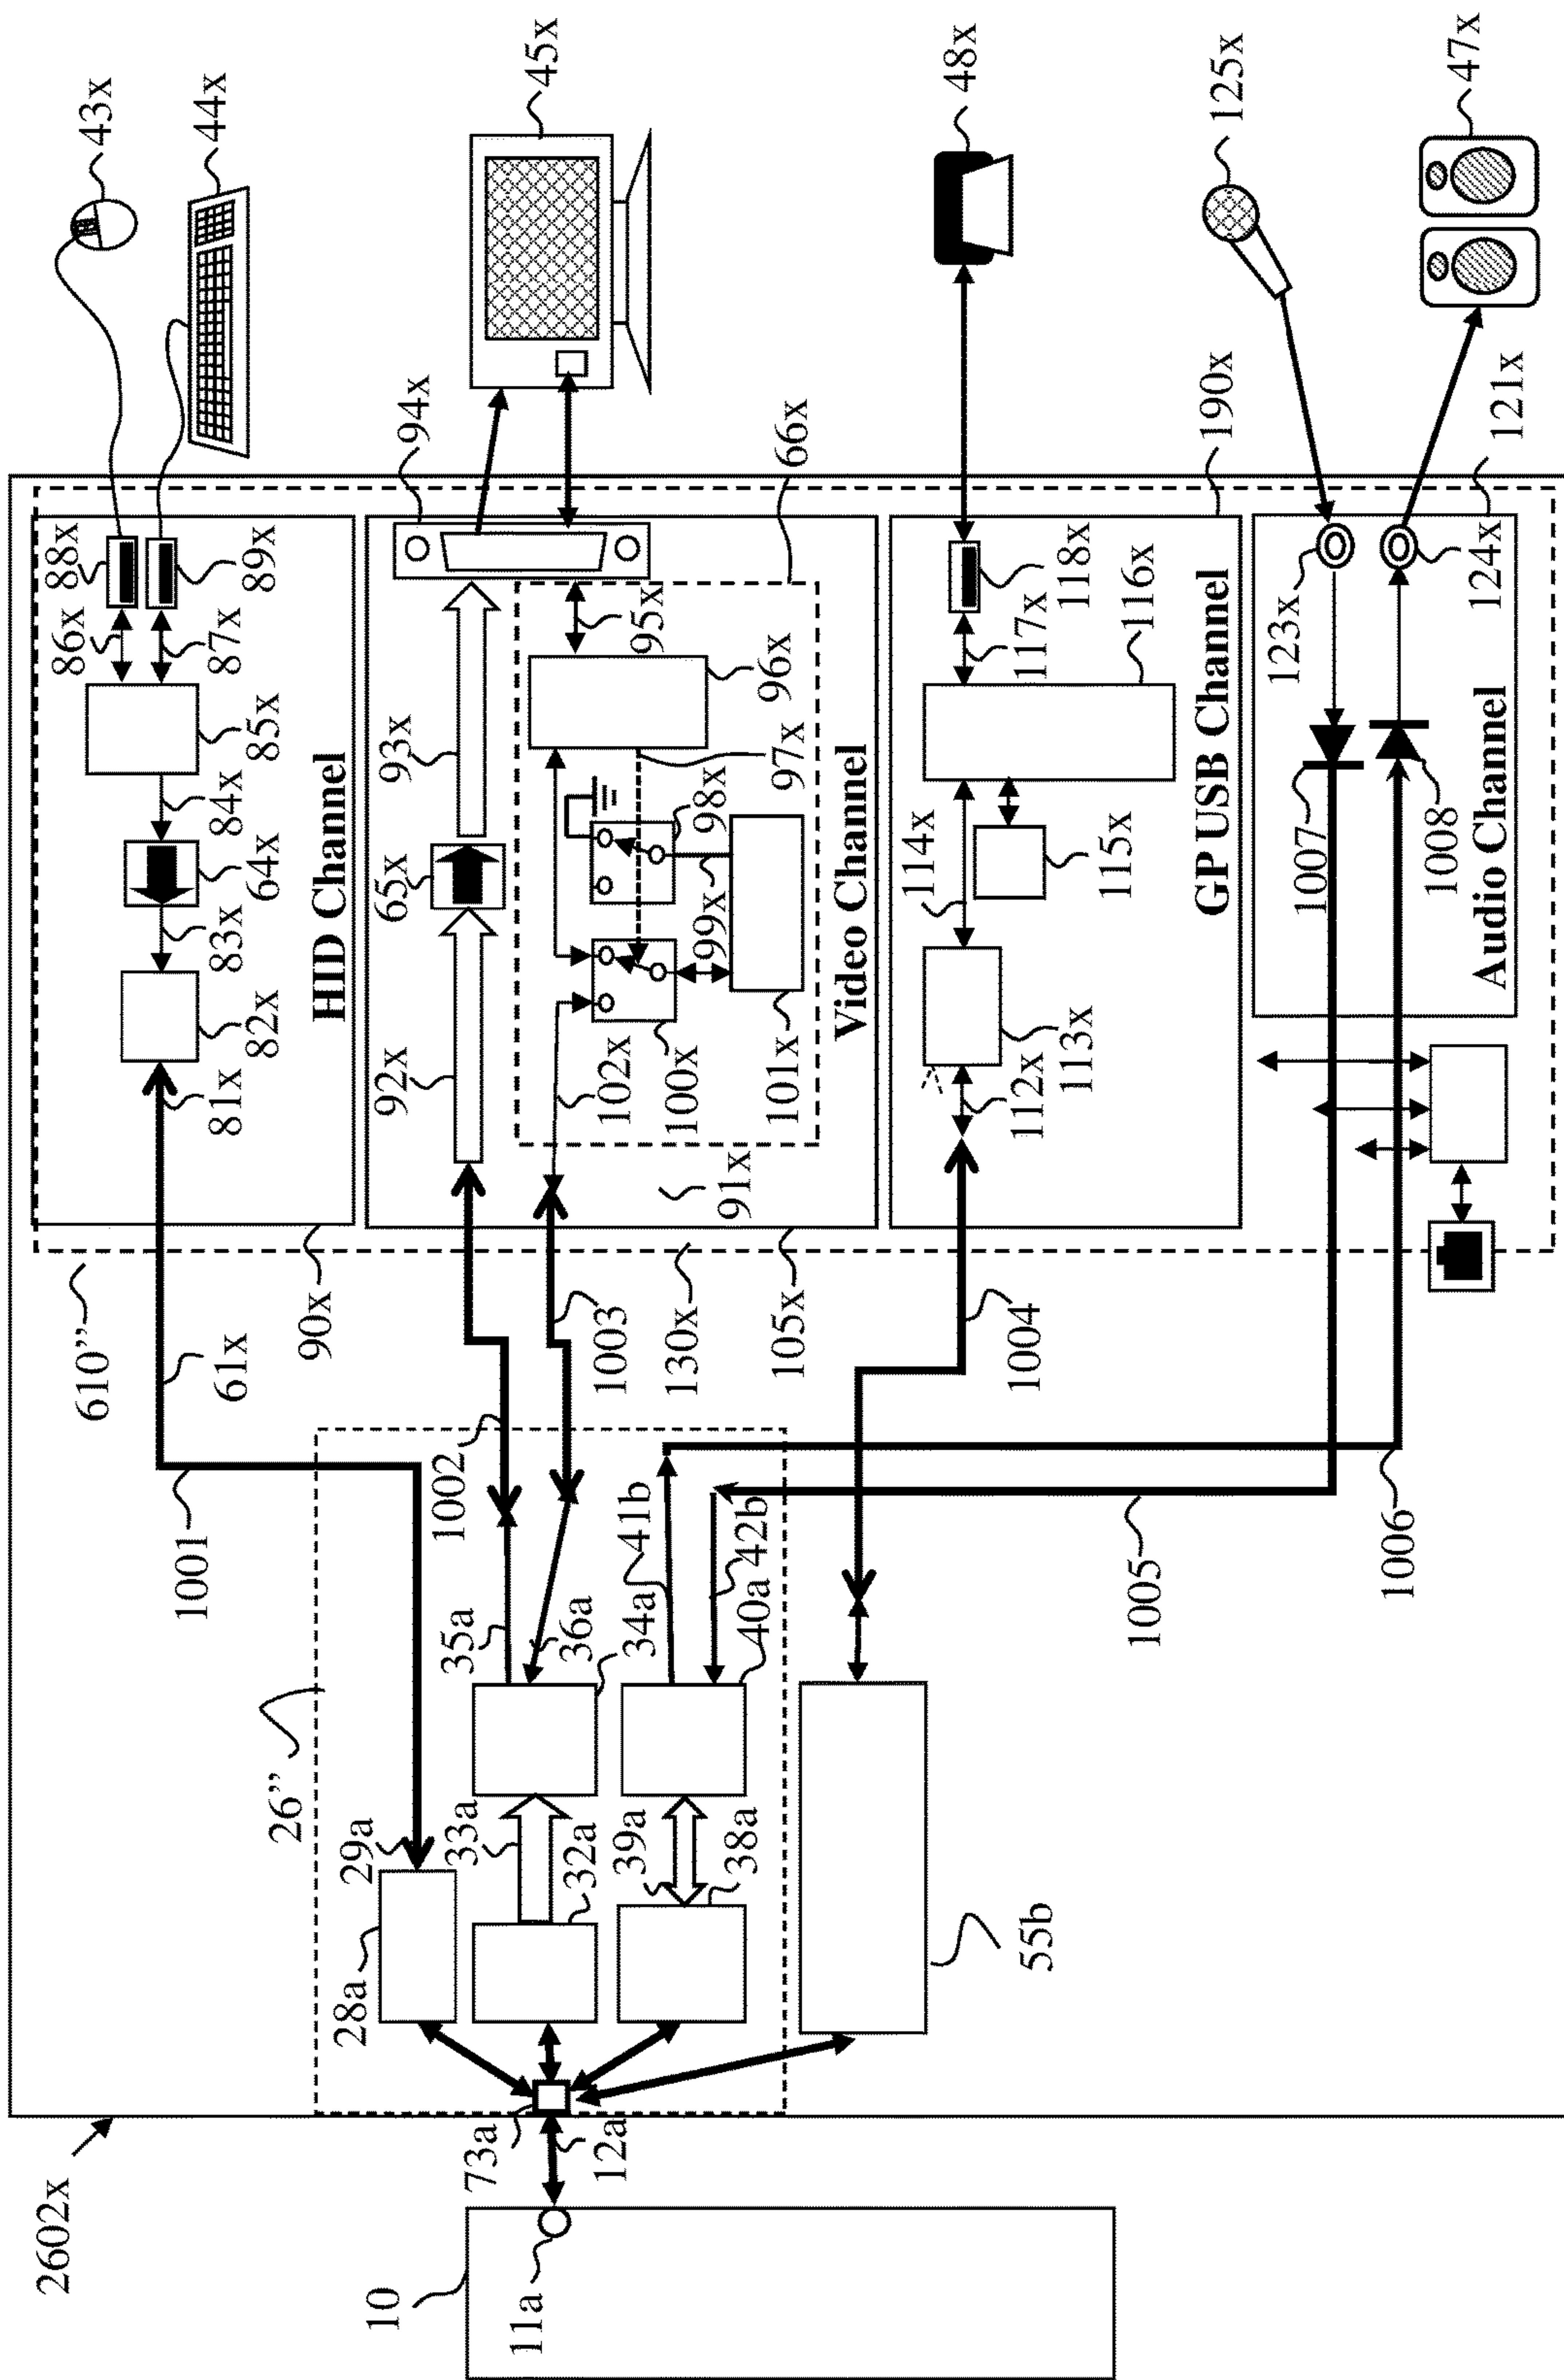 2602x
10
11a
12a
73a
26”
28a
29a
33a
32a
39a
38a
55b
35a
36a
34a
41b
42b
40a
1001
1002
1003
1004
1005
1006
610”
61x
90x
130x
105x
43x
44x
88x
86x
89x
87x
85x
84x
64x
83x
82x
81x
HID Channel
45x
94x
66x
93x
65x
92x
95x
96x
97x
98x
99x
100x
101x
102x
91x
Video Channel
48x
190x
118x
117x
116x
114x
115x
113x
112x
GP USB Channel
125x
47x
121x
123x
124x
1007
1008
Audio Channel